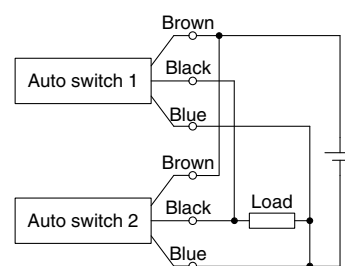 Brown
Black
Auto switch 1
Blue
Brown
Black
Load
Auto switch 2
Blue